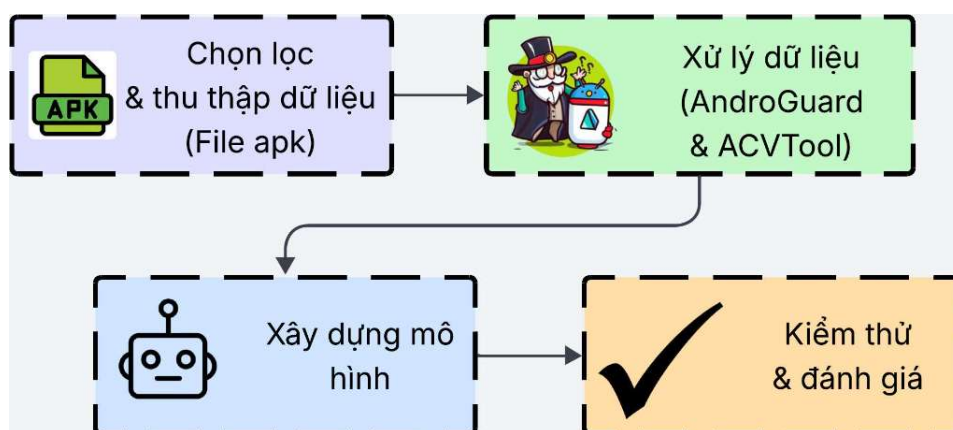 APK
Chọn lọc
& thu thập dữ liệu
(File apk)
Xử lý dữ liệu
(AndroGuard
& ACVTool)
Xây dựng mô
hình
Kiểm thử
& đánh giá